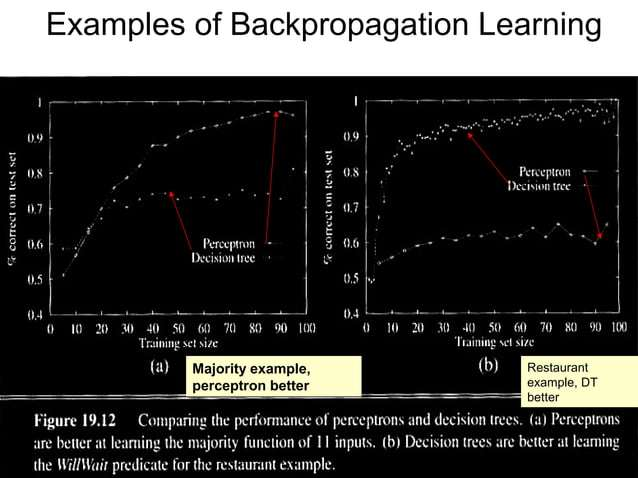 Examples of Backpropagation Learning
1
0.9
0.8
0.7
0.6
0.5
0.4
% correct on test set
Perceptron
Decision tree
0 10 20 30 40 50 60 70 80 90 100
Training set size
(a)
Majority example,
perceptron better
1
0.9
0.8
0.7
0.6
0.5
0.4
% correct on test set
Perceptron
Decision tree
0 10 20 30 40 50 60 70 80 90 100
Training set size
(b)
Restaurant
example, DT
better
Figure 19.12 Comparing the performance of perceptrons and decision trees. (a) Perceptrons
are better at learning the majority function of 11 inputs. (b) Decision trees are better at learning
the WillWait predicate for the restaurant example.